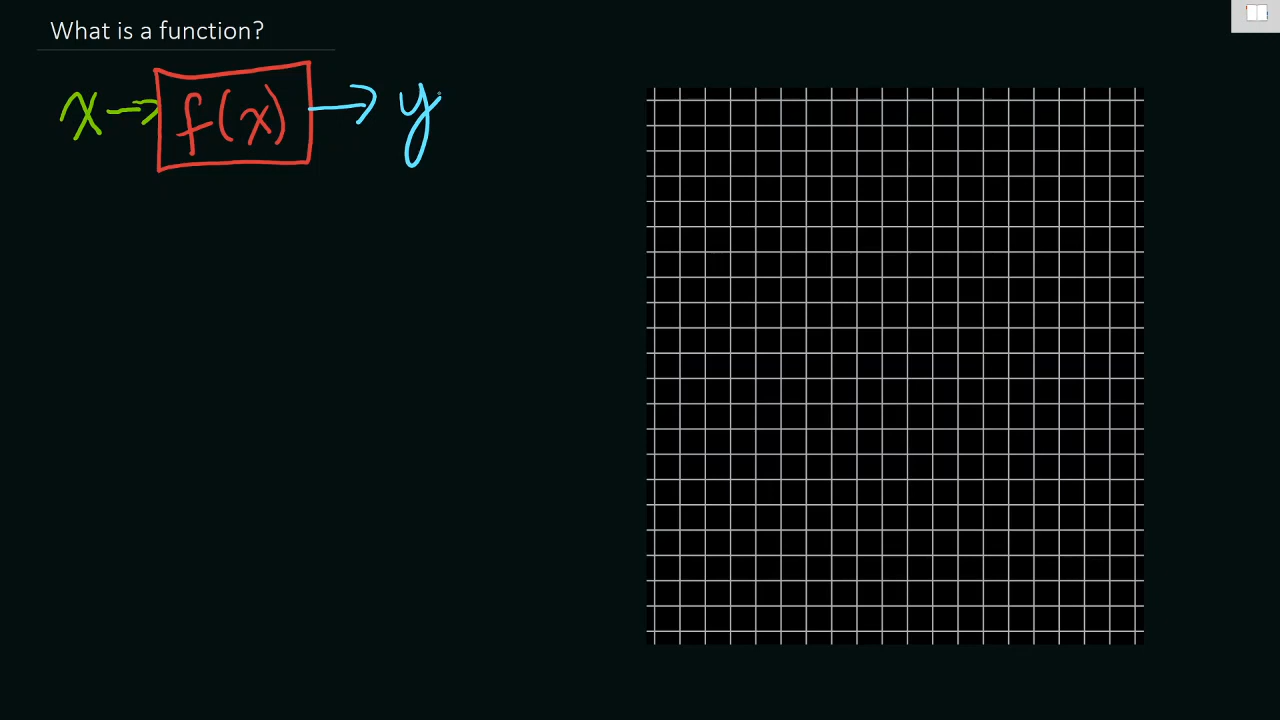 What is a function?
x → f(x) → y